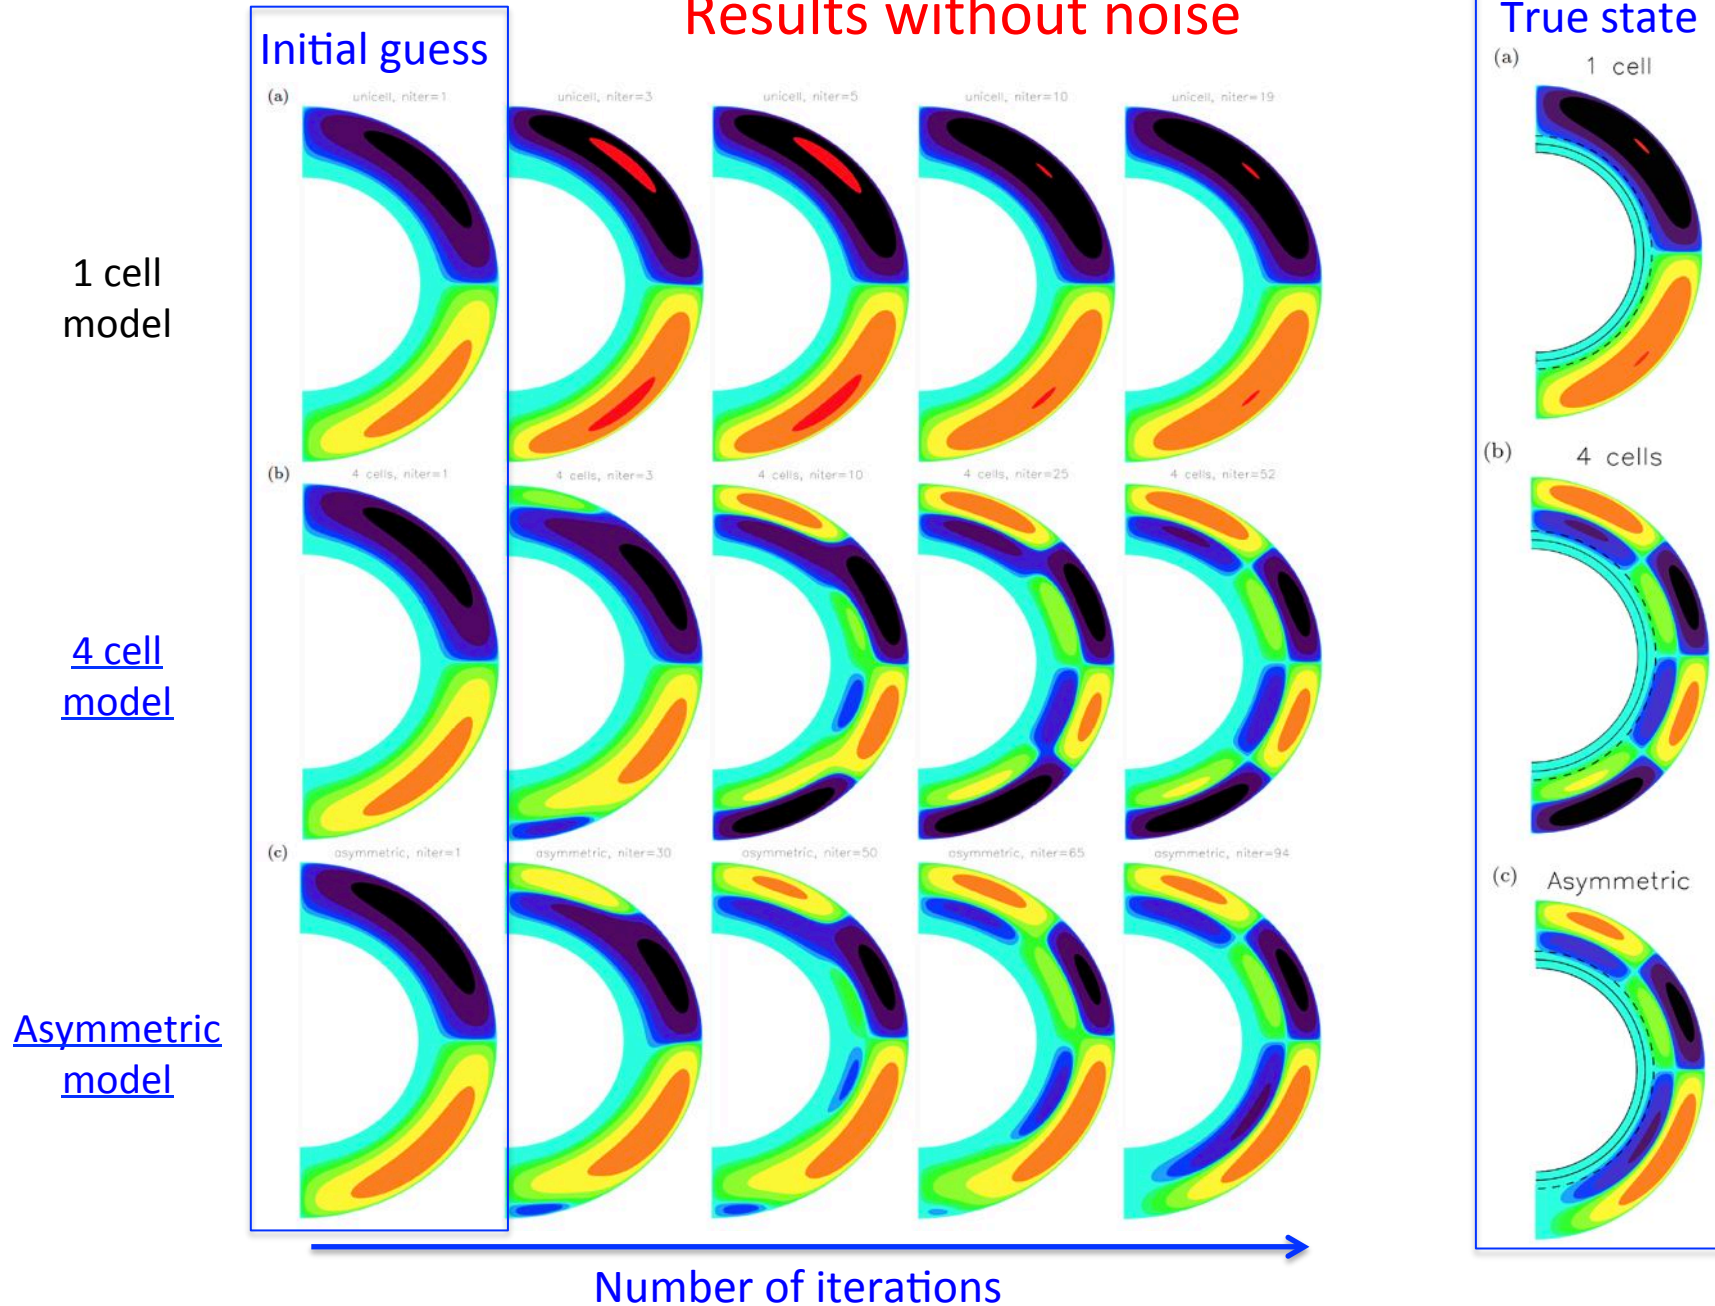 Results without noise
Initial guess
True state
(a)
unicell, niter=1
unicell, niter=3
unicell, niter=5
unicell, niter=10
unicell, niter=19
(a)
1 cell
1 cell
model
(b)
4 cells, niter=1
4 cells, niter=3
4 cells, niter=10
4 cells, niter=25
4 cells, niter=52
(b)
4 cells
4 cell
model
(c)
asymmetric, niter=1
asymmetric, niter=30
asymmetric, niter=50
asymmetric, niter=65
asymmetric, niter=94
(c)
Asymmetric
Asymmetric
model
Number of iterations